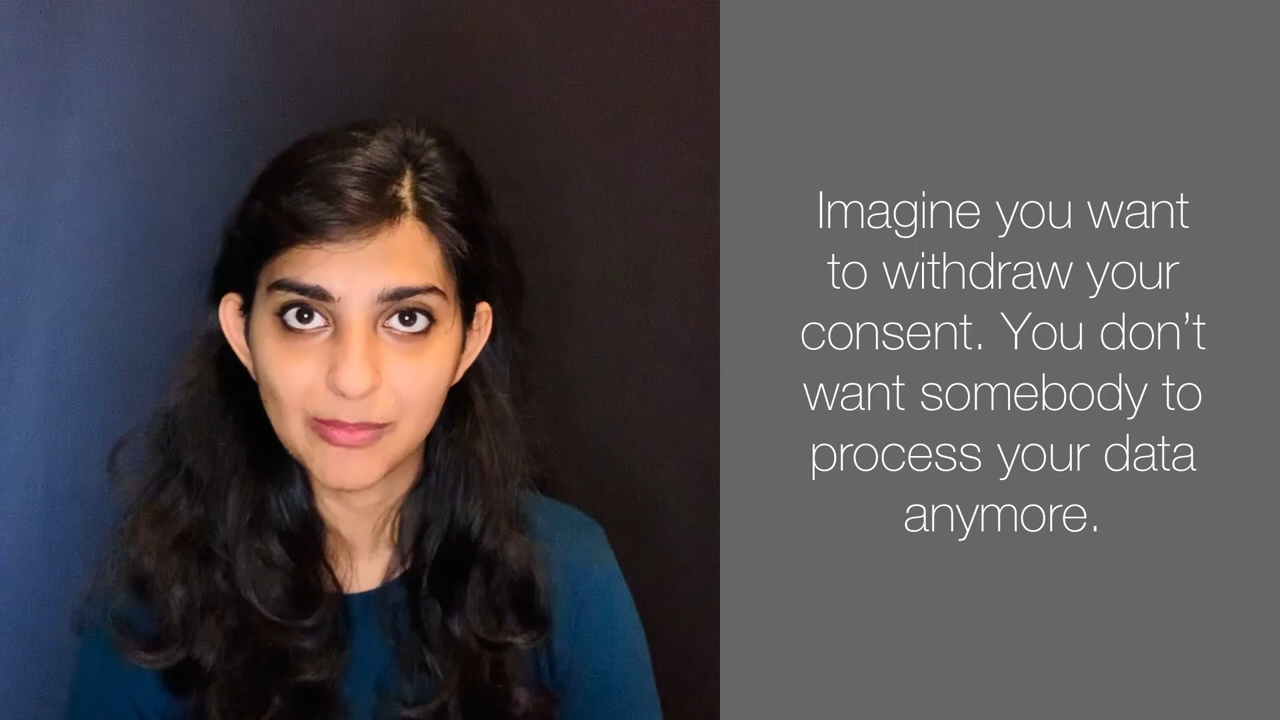 Imagine you want
to withdraw your
consent. You don’t
want somebody to
process your data
anymore.